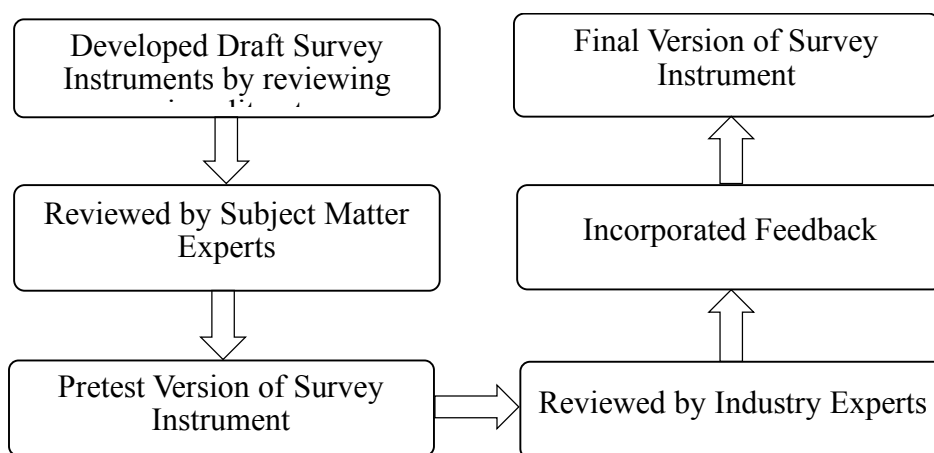 Developed Draft Survey
Instruments by reviewing
Reviewed by Subject Matter
Experts
Pretest Version of Survey
Instrument
Reviewed by Industry Experts
Incorporated Feedback
Final Version of Survey
Instrument